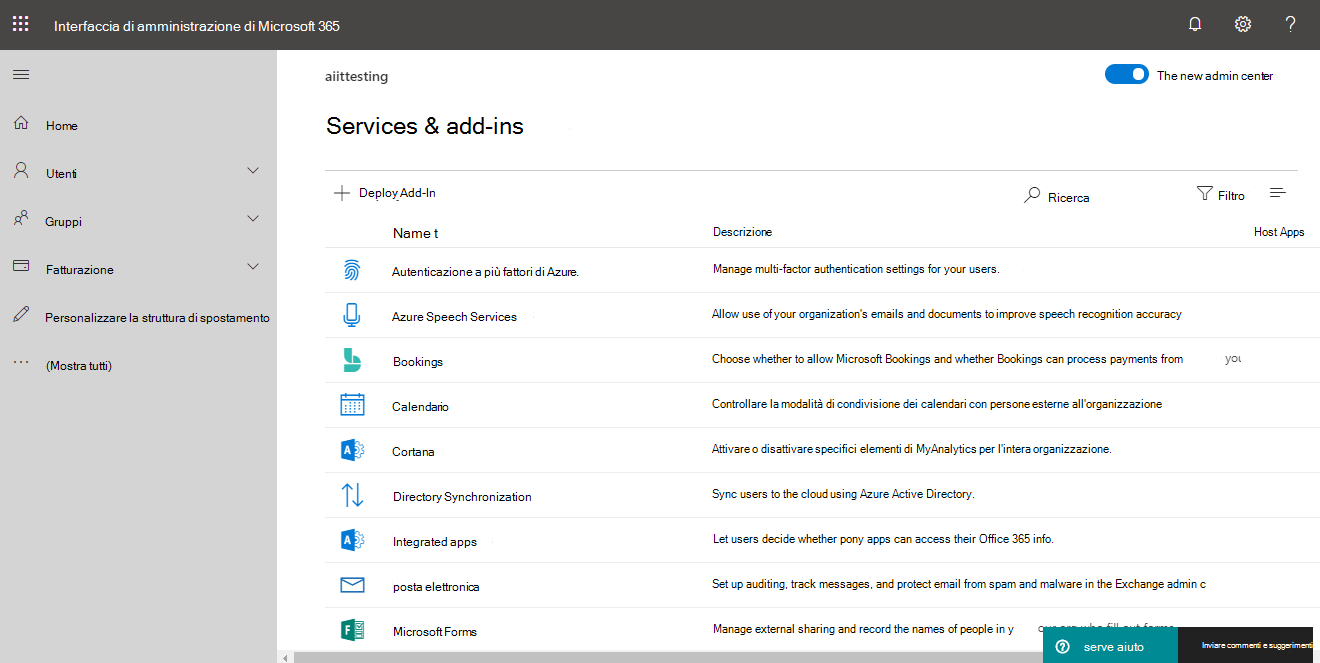 Interfaccia di amministrazione di Microsoft 365
aiittesting
The new admin center
Home
Utenti
Gruppi
Fatturazione
Personalizzare la struttura di spostamento
(Mostra tutti)
Services & add-ins
Deploy Add-In
Ricerca
Filtro
Name t
Descrizione
Host Apps
Autenticazione a più fattori di Azure.
Manage multi-factor authentication settings for your users.
Azure Speech Services
Allow use of your organization's emails and documents to improve speech recognition accuracy
Bookings
Choose whether to allow Microsoft Bookings and whether Bookings can process payments from you
Calendario
Controllare la modalità di condivisione dei calendari con persone esterne all'organizzazione
Cortana
Attivare o disattivare specifici elementi di MyAnalytics per l'intera organizzazione.
Directory Synchronization
Sync users to the cloud using Azure Active Directory.
Integrated apps
Let users decide whether pony apps can access their Office 365 info.
posta elettronica
Set up auditing, track messages, and protect email from spam and malware in the Exchange admin c
Microsoft Forms
Manage external sharing and record the names of people in y our org who fill out forms
serve aiuto
Inviare commenti e suggerimenti